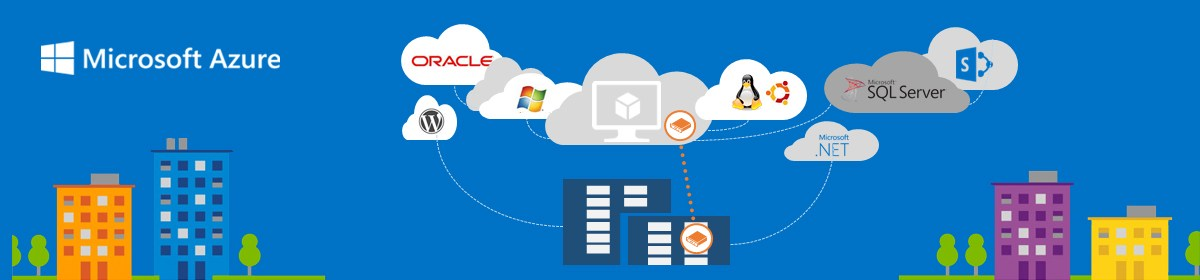 Microsoft Azure
ORACLE
Microsoft
SQL Server
S
Microsoft
.NET
W